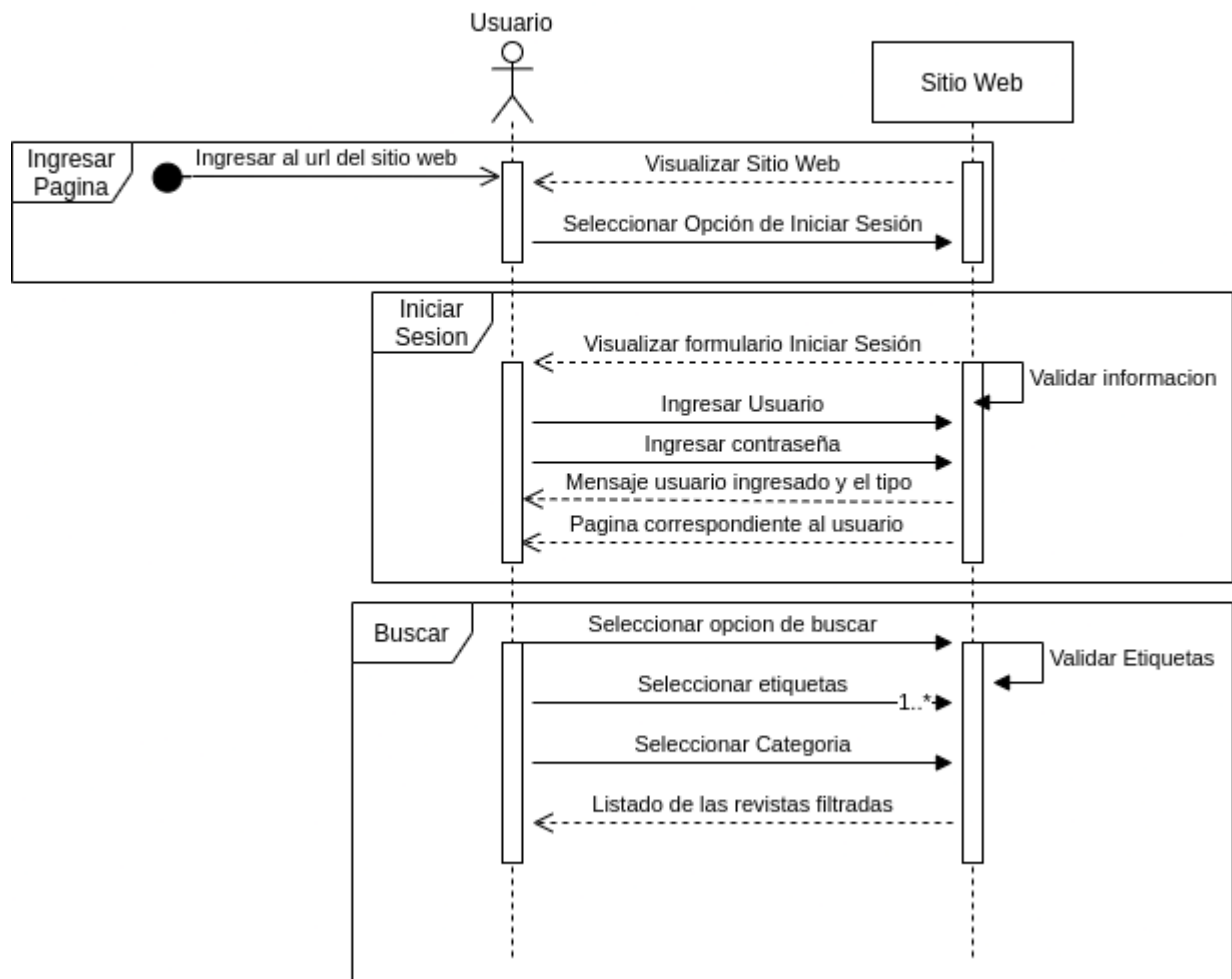 Usuario
Sitio Web
Ingresar
Pagina
Ingresar al url del sitio web
Visualizar Sitio Web
Seleccionar Opción de Iniciar Sesión
Iniciar
Sesion
Visualizar formulario Iniciar Sesión
Validar informacion
Ingresar Usuario
Ingresar contraseña
Mensaje usuario ingresado y el tipo
Pagina correspondiente al usuario
Buscar
Seleccionar opcion de buscar
Validar Etiquetas
Seleccionar etiquetas
1..*
Seleccionar Categoria
Listado de las revistas filtradas